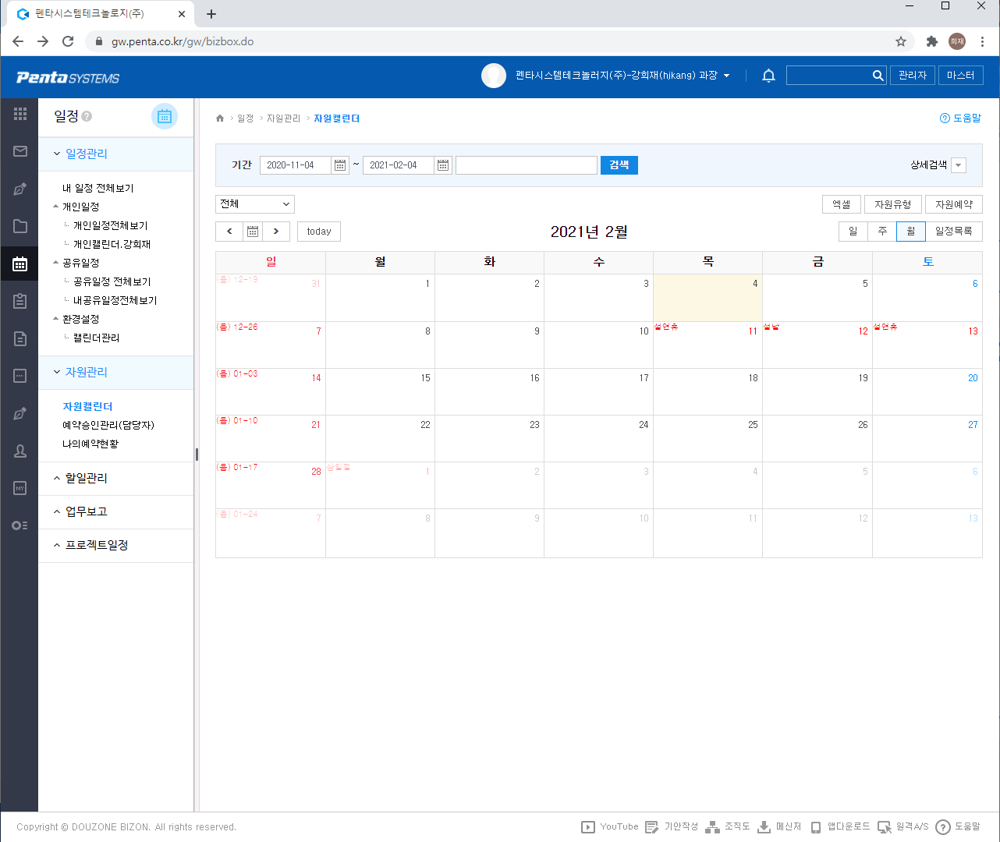 펜타시스템테크놀로지(주)
gw.penta.co.kr/gw/bizbox.do
희재
Penta SYSTEMS
펜타시스템테크놀러지(주)-강희재(hjkang) 과장
관리자
마스터
일정
일정관리
내 일정 전체보기
개인일정
개인일정전체보기
개인캘린더.강희재
공유일정
공유일정 전체보기
내공유일정전체보기
환경설정
캘린더관리
자원관리
자원캘린더
예약승인관리(담당자)
나의예약현황
할일관리
업무보고
프로젝트일정
MY
일정 자원관리 자원캘린더
도움말
기간 2020-11-04 ~ 2021-02-04 검색 상세검색
전체 엑셀 자원유형 자원예약
today 2021년 2월 일 주 월 일정목록
일 월 화 수 목 금 토
(음) 12-19 31 1 2 3 4 5 6
(음) 12-26 7 8 9 10 설연휴 11 설날 12 설연휴 13
(음) 01-03 14 15 16 17 18 19 20
(음) 01-10 21 22 23 24 25 26 27
(음) 01-17 28 삼일절 1 2 3 4 5 6
(음) 01-24 7 8 9 10 11 12 13
Copyright © DOUZONE BIZON. All rights reserved.
YouTube 기안작성 조직도 메신저 앱다운로드 원격A/S 도움말